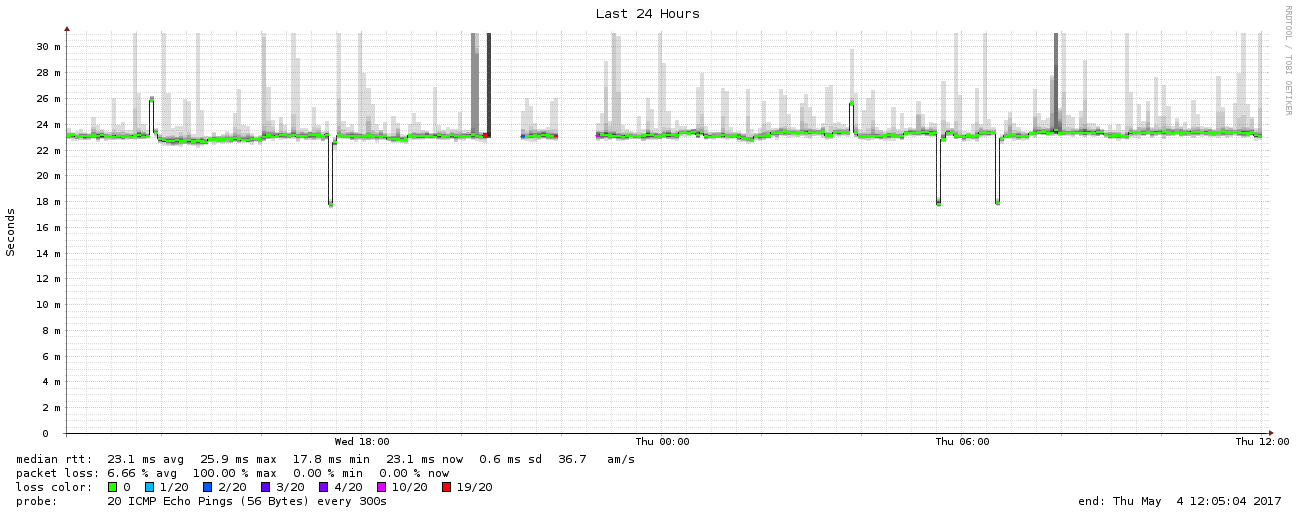 Last 24 Hours
RRDTOOL / TOBI OETIKER
Seconds
30 m
28 m
26 m
24 m
22 m
20 m
18 m
16 m
14 m
12 m
10 m
8 m
6 m
4 m
2 m
0
Wed 18:00 Thu 00:00 Thu 06:00 Thu 12:00
median rtt: 23.1 ms avg 25.9 ms max 17.8 ms min 23.1 ms now 0.6 ms sd 36.7 am/s
packet loss: 6.66 % avg 100.00 % max 0.00 % min 0.00 % now
loss color: 0 1/20 2/20 3/20 4/20 10/20 19/20
probe: 20 ICMP Echo Pings (56 Bytes) every 300s end: Thu May 4 12:05:04 2017